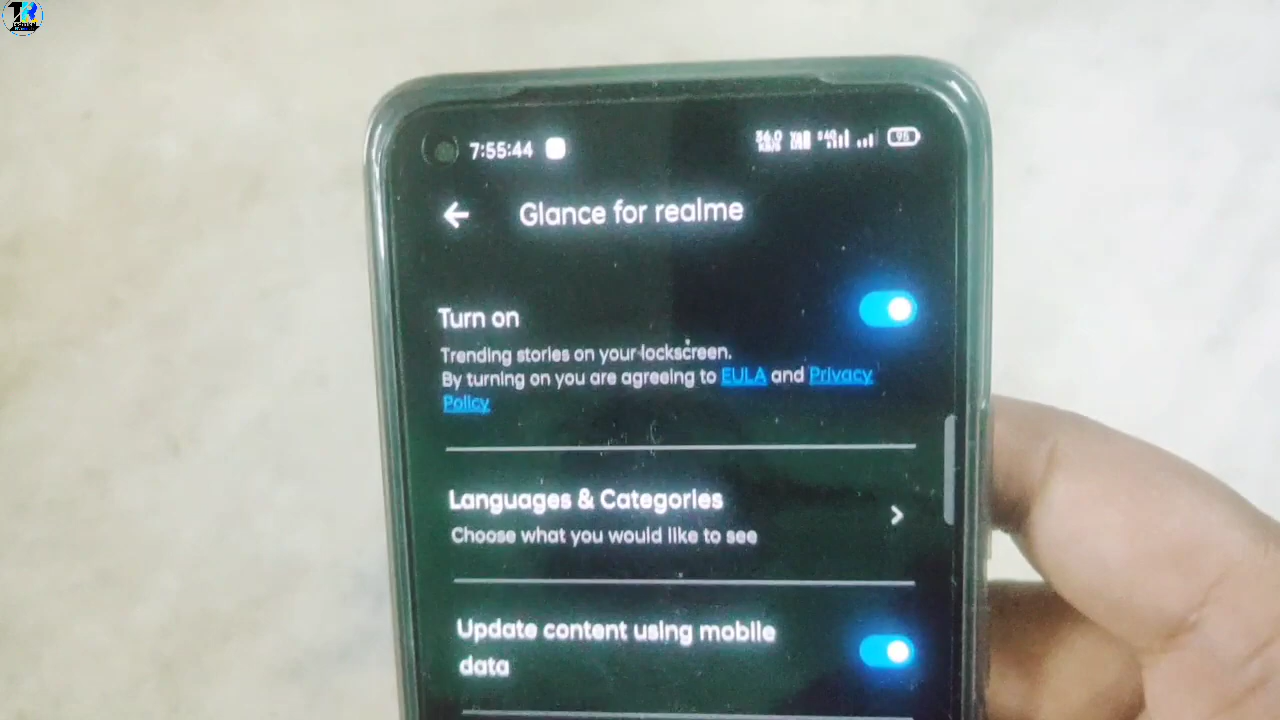 7:55:44
95
Glance for realme
Turn on
Trending stories on your lockscreen.
By turning on you are agreeing to EULA and Privacy
Policy
Languages & Categories
Choose what you would like to see
Update content using mobile
data